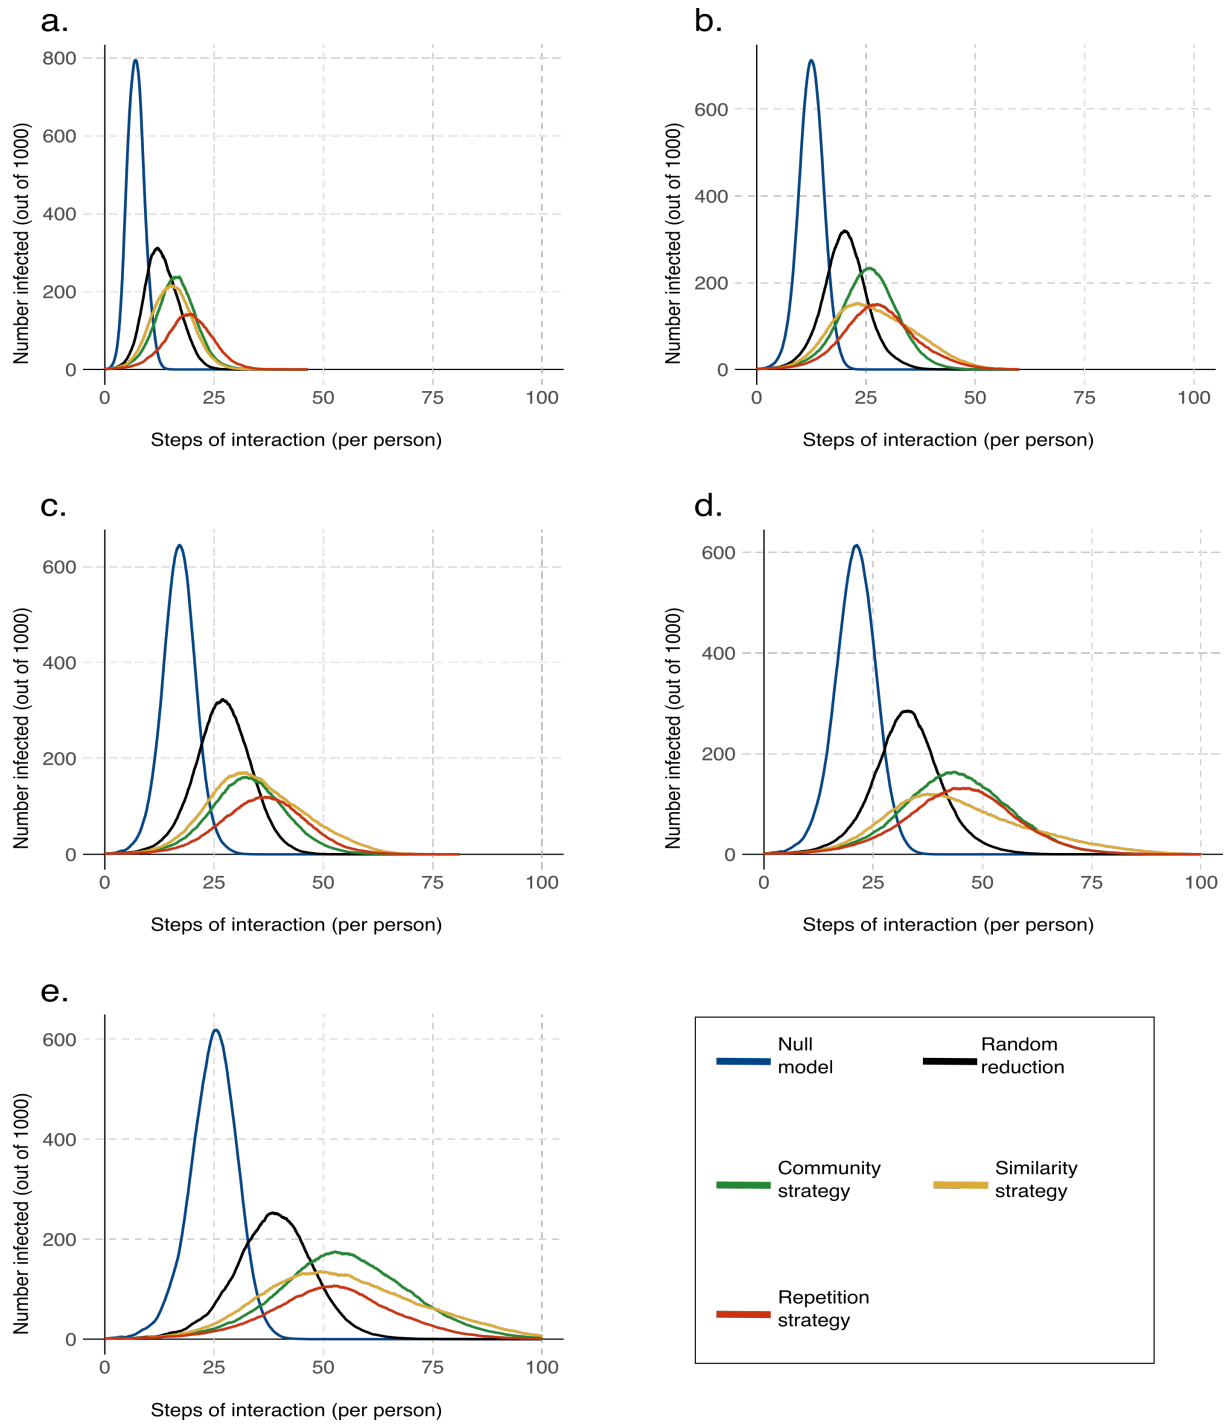 a.
Number infected (out of 1000)
800
600
400
200
0
0 25 50 75 100
Steps of interaction (per person)
b.
Number infected (out of 1000)
600
400
200
0
0 25 50 75 100
Steps of interaction (per person)
c.
Number infected (out of 1000)
600
400
200
0
0 25 50 75 100
Steps of interaction (per person)
d.
Number infected (out of 1000)
600
400
200
0
0 25 50 75 100
Steps of interaction (per person)
e.
Number infected (out of 1000)
600
400
200
0
0 25 50 75 100
Steps of interaction (per person)
Null
model
Random
reduction
Community
strategy
Similarity
strategy
Repetition
strategy